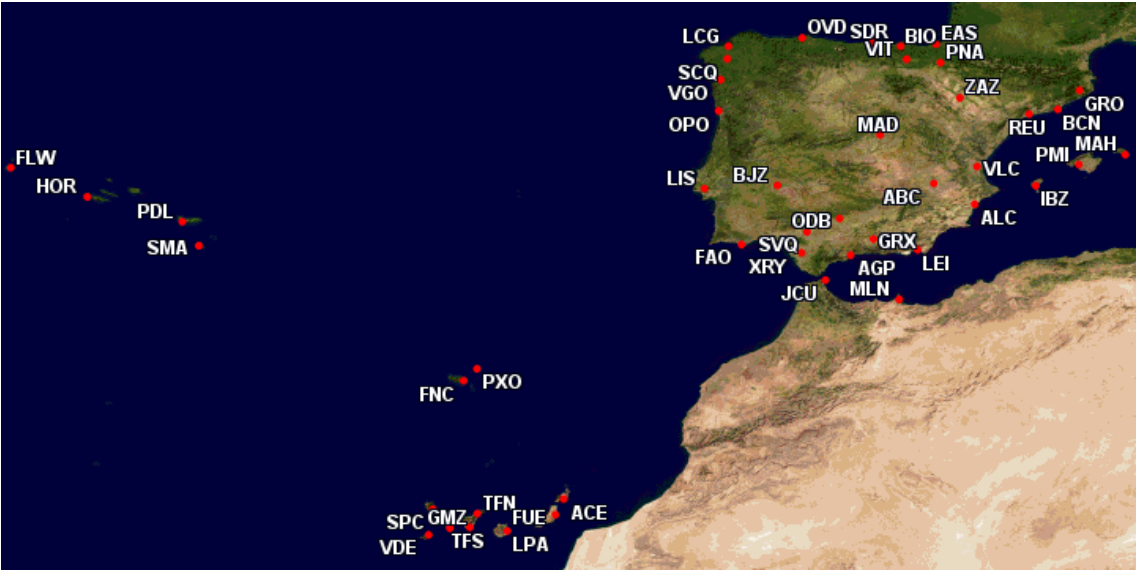 OVD
SDR
BIO
EAS
LCG
VIT
PNA
SCQ
ZAZ
VGO
GRO
OPO
MAD
REU
BCN
MAH
FLW
PMI
VLC
HOR
LIS
BJZ
ABC
IBZ
PDL
ODB
ALC
SMA
SVQ
GRX
FAO
XRY
AGP
LEI
JCU
MLN
PXO
FNC
TFN
SPC
GMZ
FUE
ACE
VDE
TFS
LPA